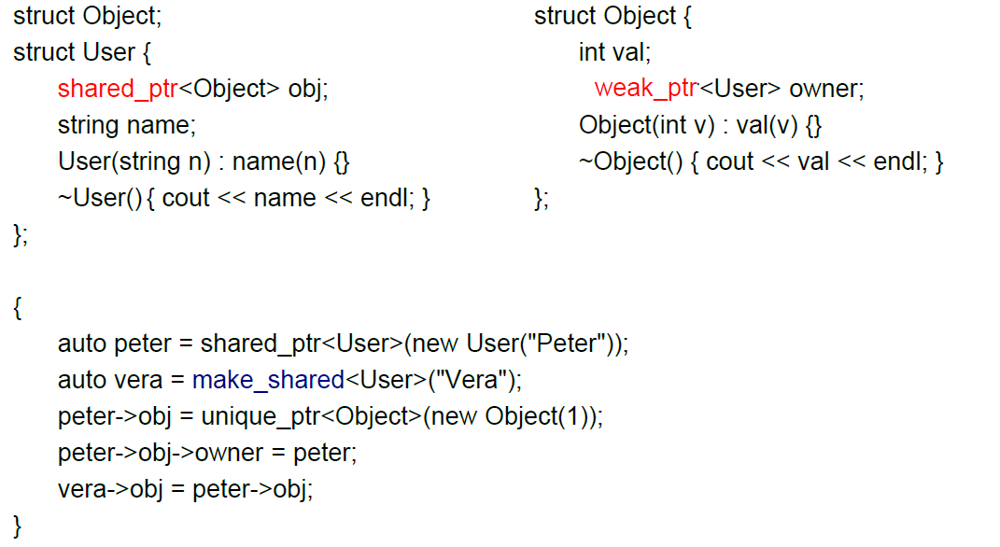 struct Object;
struct User {
shared_ptr<Object> obj;
string name;
User(string n) : name(n) {}
~User() { cout << name << endl; }
};
struct Object {
int val;
weak_ptr<User> owner;
Object(int v) : val(v) {}
~Object() { cout << val << endl; }
};
{
auto peter = shared_ptr<User>(new User("Peter"));
auto vera = make_shared<User>("Vera");
peter->obj = unique_ptr<Object>(new Object(1));
peter->obj->owner = peter;
vera->obj = peter->obj;
}